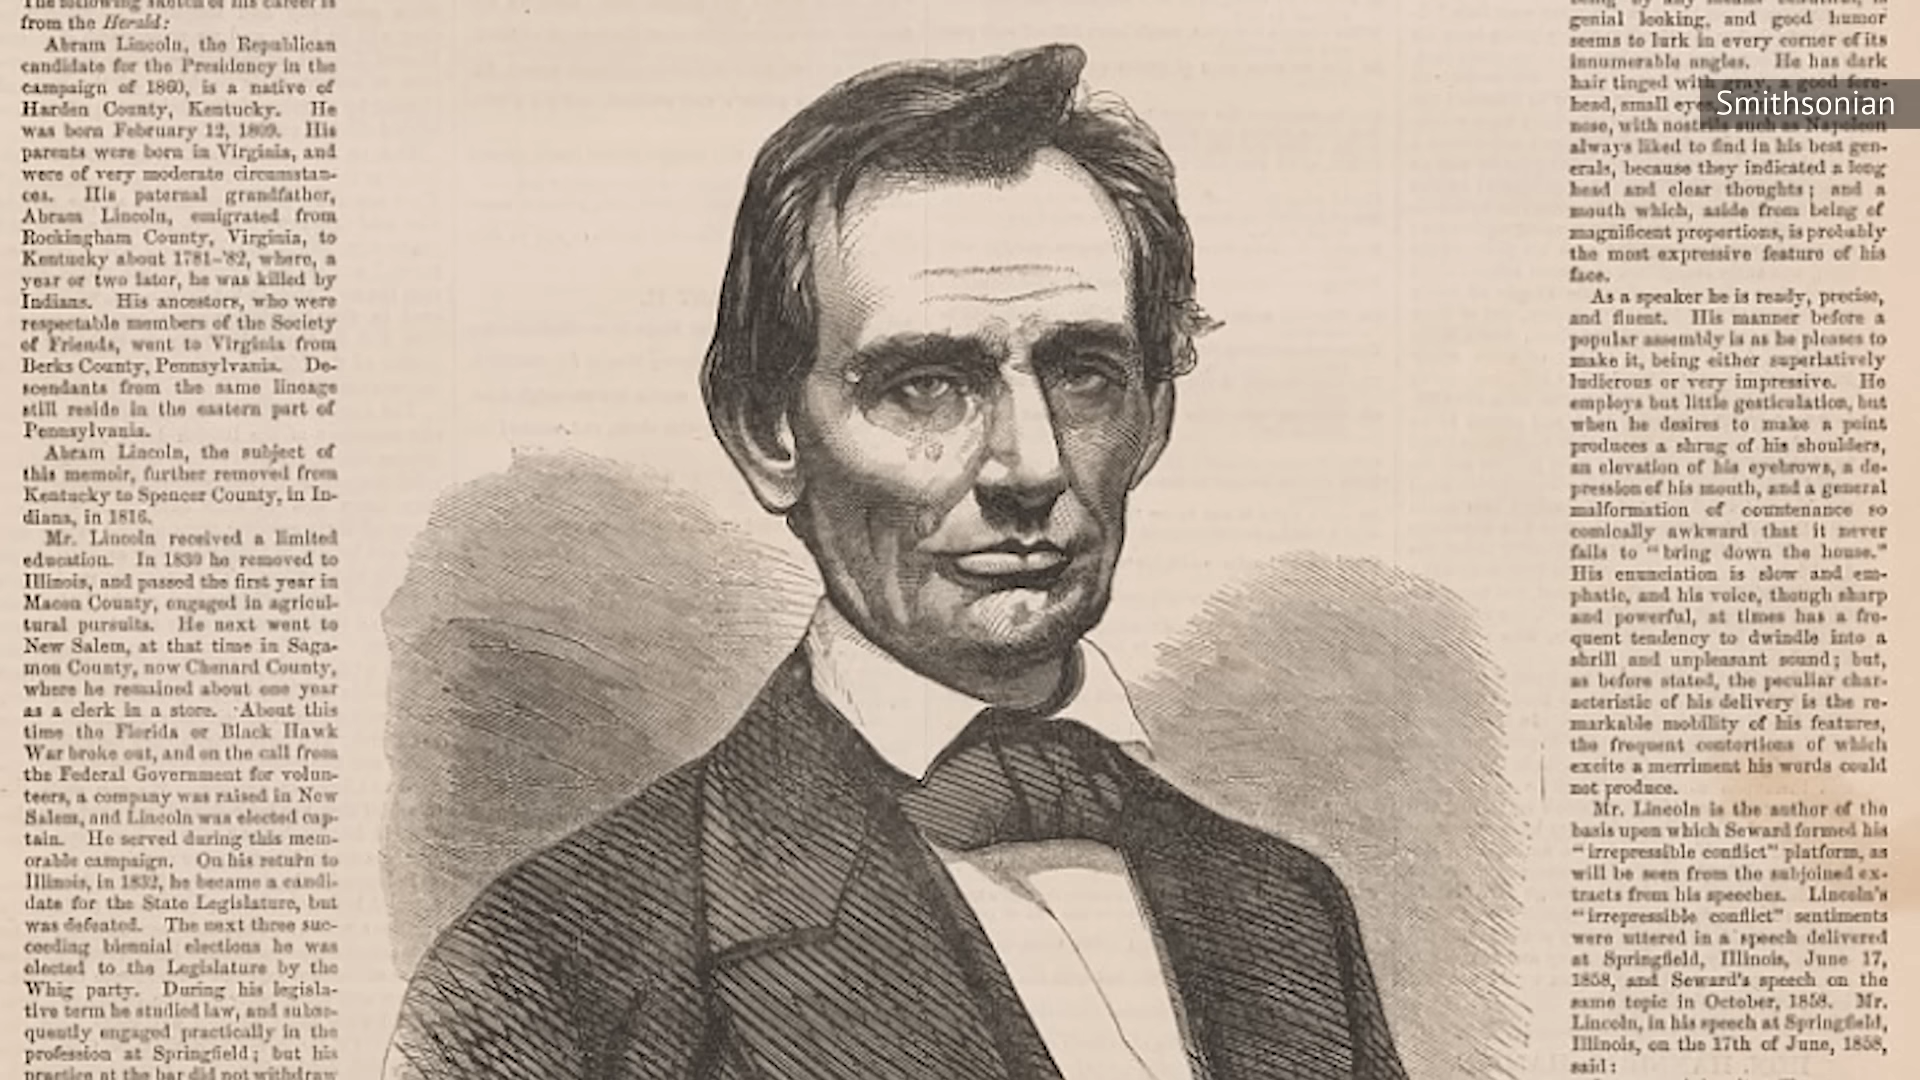 The following sketch of his career is
from the Herald:
Abram Lincoln, the Republican
candidate for the Presidency in the
campaign of 1860, is a native of
Harden County, Kentucky. He
was born February 12, 1809. His
parents were born in Virginia, and
were of very moderate circumstan-
ces. His paternal grandfather,
Abram Lincoln, emigrated from
Rockingham County, Virginia, to
Kentucky about 1781-'82, where, a
year or two later, he was killed by
Indians. His ancestors, who were
respectable members of the Society
of Friends, went to Virginia from
Berks County, Pennsylvania. De-
scendants from the same lineage
still reside in the eastern part of
Pennsylvania.
Abram Lincoln, the subject of
this memoir, further removed from
Kentucky to Spencer County, in In-
diana, in 1816.
Mr. Lincoln received a limited
education. In 1830 he removed to
Illinois, and passed the first year in
Macon County, engaged in agricul-
tural pursuits. He next went to
New Salem, at that time in Saga-
mon County, now Chenard County,
where he remained about one year
as a clerk in a store. About this
time the Florida or Black Hawk
War broke out, and on the call from
the Federal Government for volun-
teers, a company was raised in New
Salem, and Lincoln was elected cap-
tain. He served during this mem-
orable campaign. On his return to
Illinois, in 1832, he became a candi-
date for the State Legislature, but
was defeated. The next three suc-
ceeding biennial elections he was
elected to the Legislature by the
Whig party. During his legisla-
tive term he studied law, and subse-
quently engaged practically in the
profession at Springfield; but his
practice at the bar did not withdraw
genial looking, and good humor
seems to lurk in every corner of its
innumerable angles. He has dark
hair tinged with gray, a good fore-
head, small eyes,
nose, with nostrils such as Napoleon
always liked to find in his best gen-
erals, because they indicated a long
head and clear thoughts; and a
mouth which, aside from being of
magnificent proportions, is probably
the most expressive feature of his
face.
As a speaker he is ready, precise,
and fluent. His manner before a
popular assembly is as he pleases to
make it, being either superlatively
ludicrous or very impressive. He
employs but little gesticulation, but
when he desires to make a point
produces a shrug of his shoulders,
an elevation of his eyebrows, a de-
pression of his mouth, and a general
malformation of countenance so
comically awkward that it never
fails to "bring down the house."
His enunciation is slow and em-
phatic, and his voice, though sharp
and powerful, at times has a fre-
quent tendency to dwindle into a
shrill and unpleasant sound; but,
as before stated, the peculiar char-
acteristic of his delivery is the re-
markable mobility of his features,
the frequent contortions of which
excite a merriment his words could
not produce.
Mr. Lincoln is the author of the
basis upon which Seward formed his
"irrepressible conflict" platform, as
will be seen from the subjoined ex-
tracts from his speeches. Lincoln's
"irrepressible conflict" sentiments
were uttered in a speech delivered
at Springfield, Illinois, June 17,
1858, and Seward's speech on the
same topic in October, 1858. Mr.
Lincoln, in his speech at Springfield,
Illinois, on the 17th of June, 1858,
said:
Smithsonian